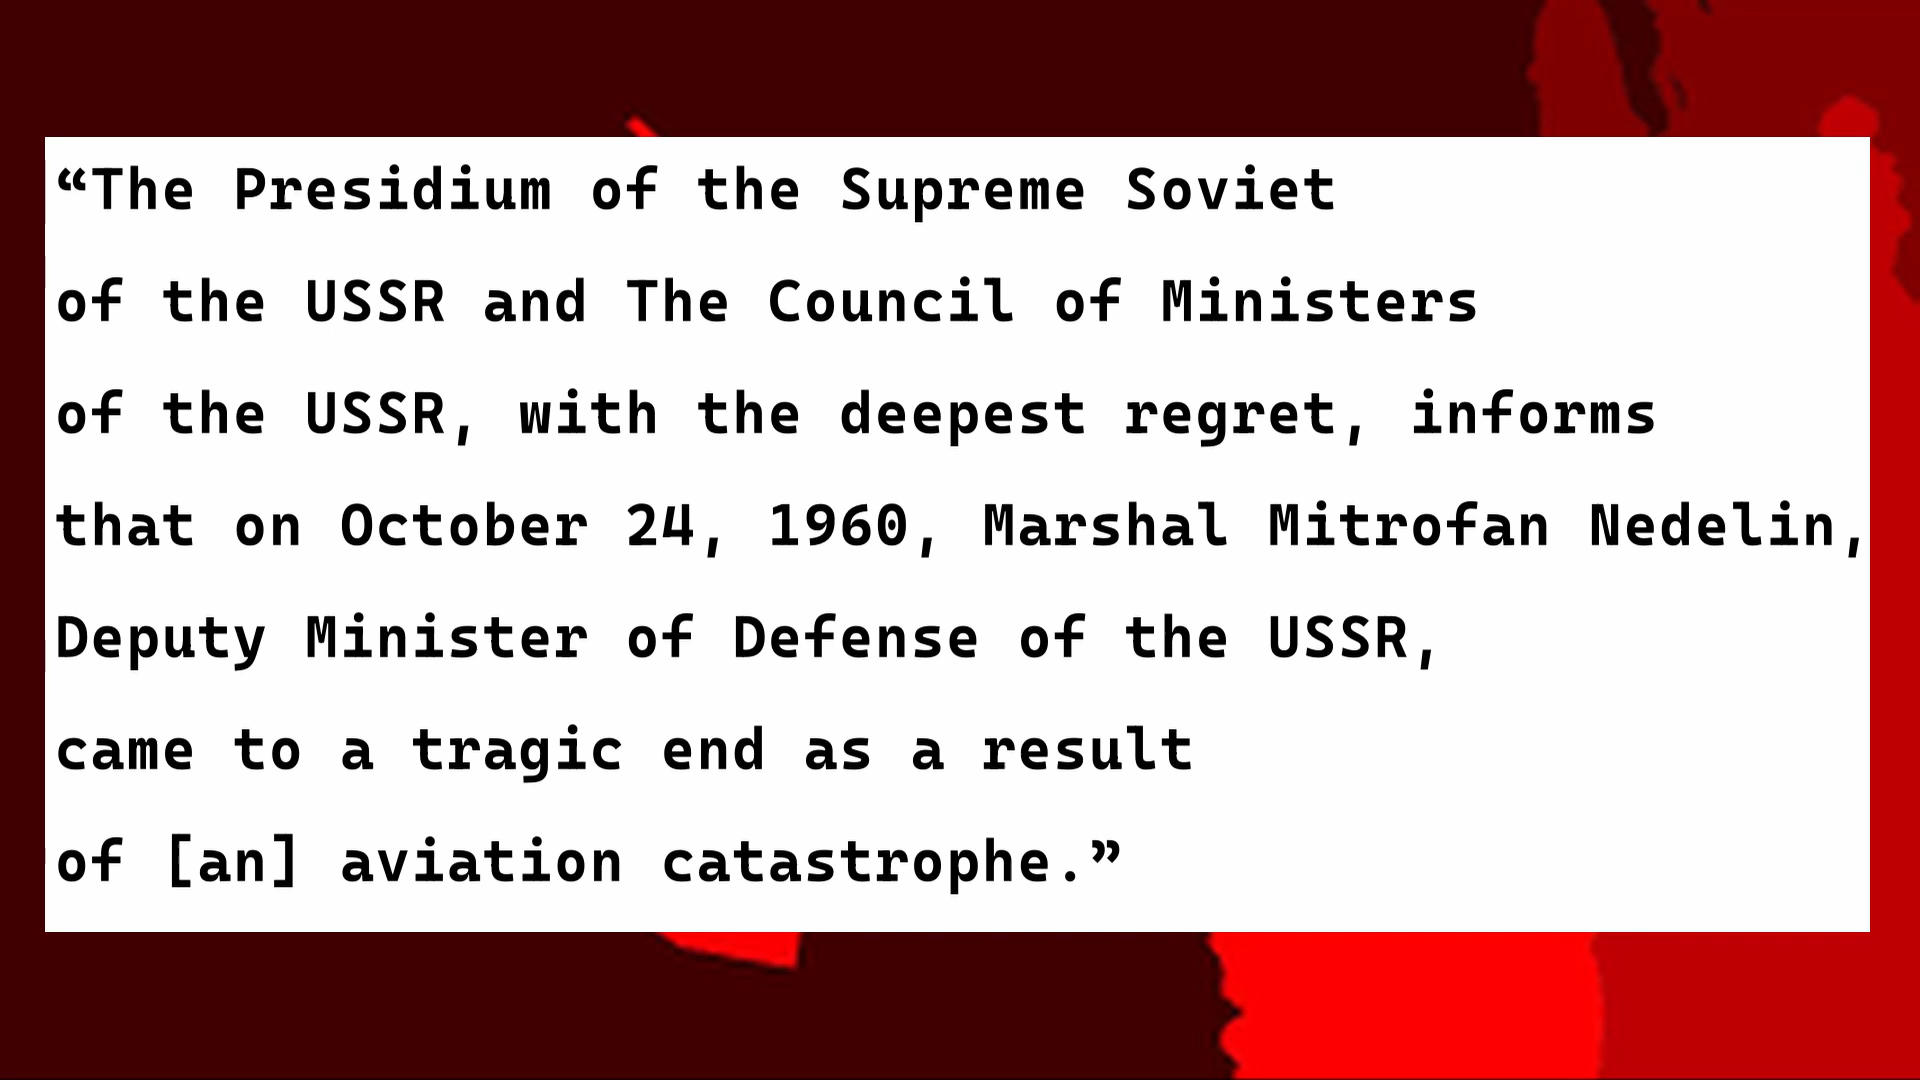 “The Presidium of the Supreme Soviet
of the USSR and The Council of Ministers
of the USSR, with the deepest regret, informs
that on October 24, 1960, Marshal Mitrofan Nedelin,
Deputy Minister of Defense of the USSR,
came to a tragic end as a result
of [an] aviation catastrophe.”